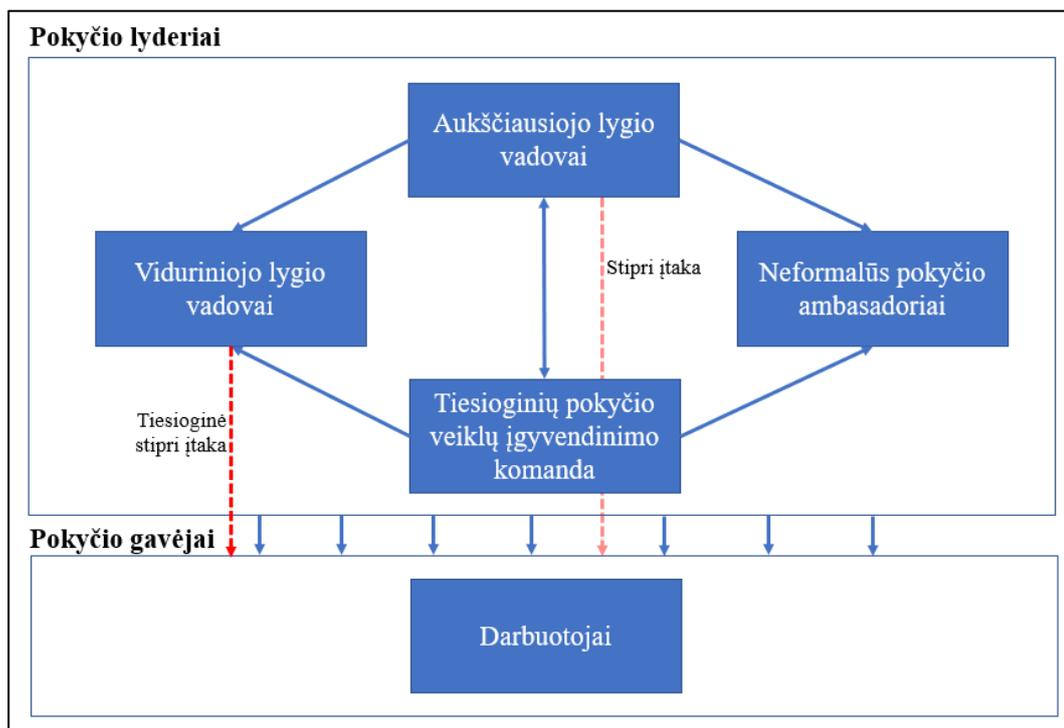 Pokyčio lyderiai
Aukščiausiojo lygio
vadovai
Viduriniojo lygio
vadovai
Stipri įtaka
Neformalūs pokyčio
ambasadoriai
Tiesioginė
stipri įtaka
Tiesioginių pokyčio
veiklų įgyvendinimo
komanda
Pokyčio gavėjai
Darbuotojai